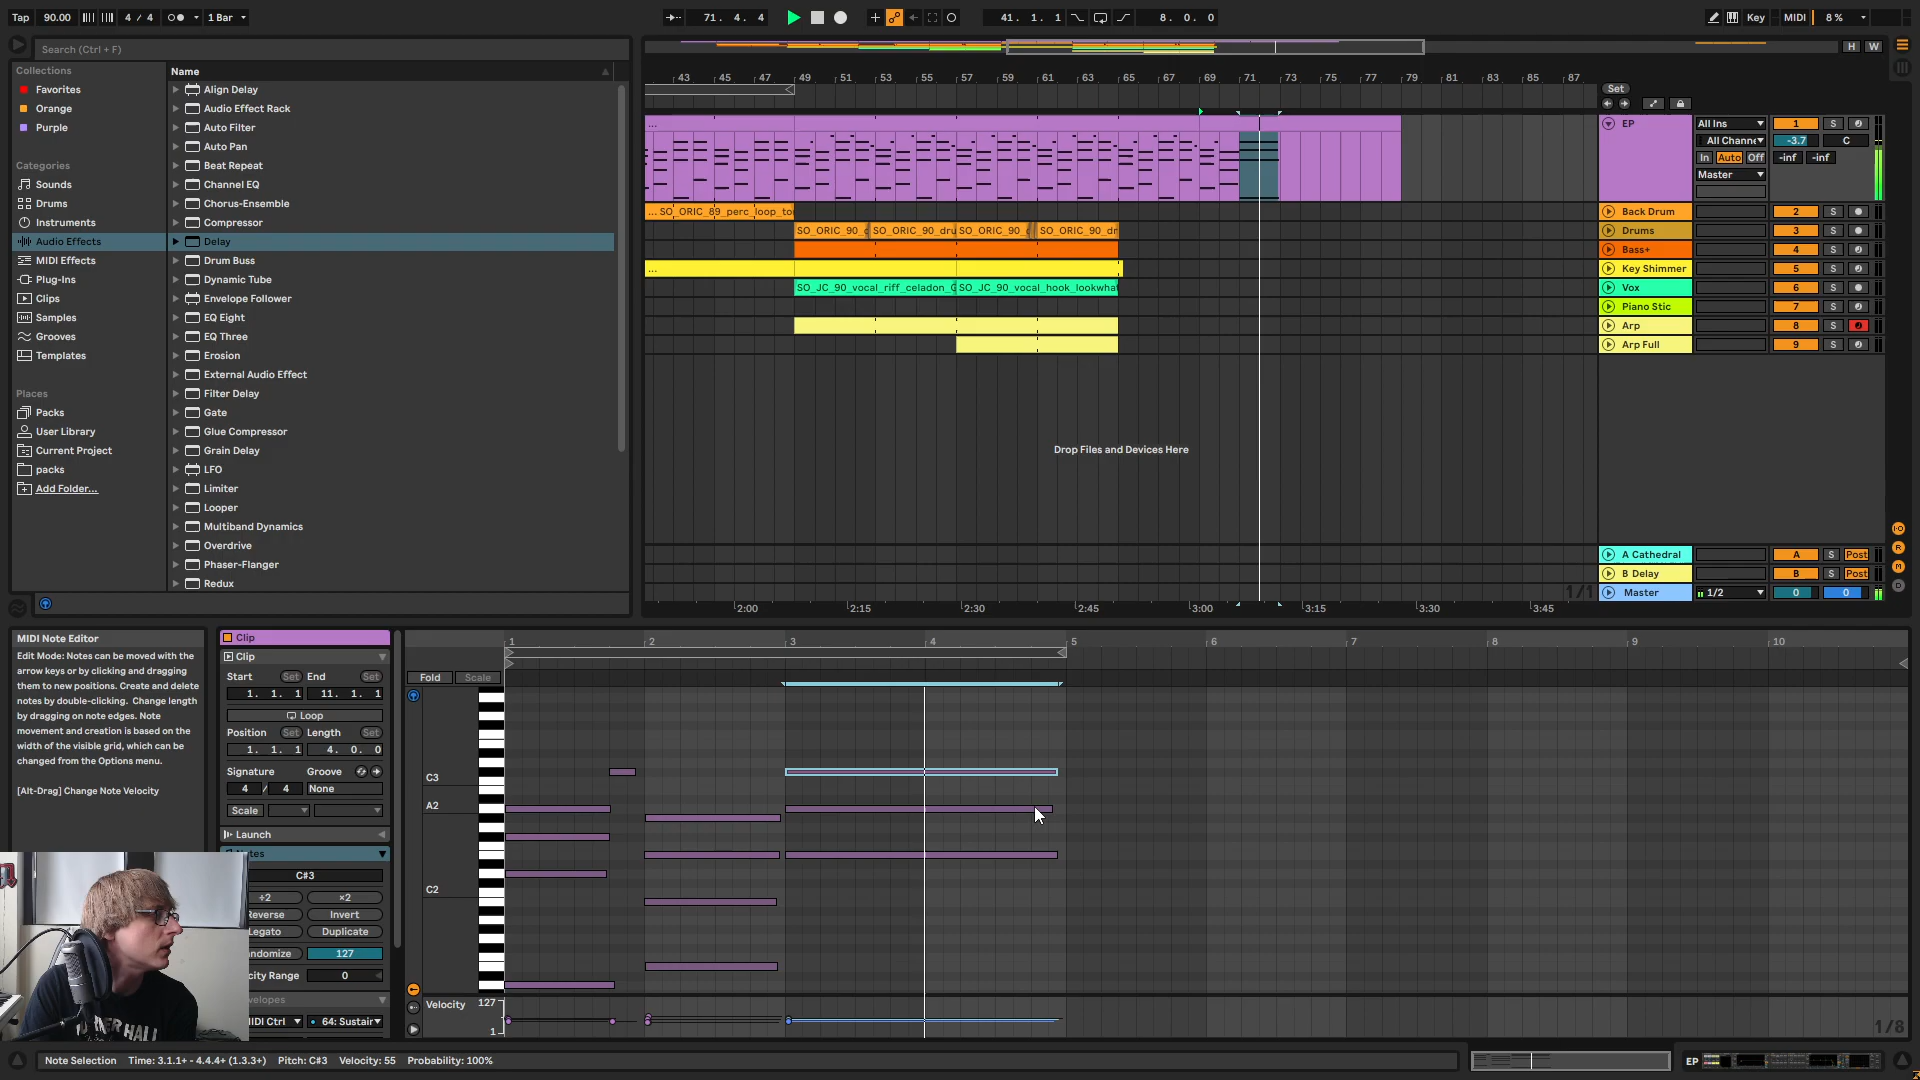 Tap 90.00 4 / 4 1 Bar 71. 4. 4 41. 1. 1 8. 0. 0 Key MIDI 8 %
Search (Ctrl + F)
H W
Collections
Favorites
Orange
Purple
Categories
Sounds
Drums
Instruments
Audio Effects
MIDI Effects
Plug-Ins
Clips
Samples
Grooves
Templates
Places
Packs
User Library
Current Project
packs
Add Folder...
Name
Align Delay
Audio Effect Rack
Auto Filter
Auto Pan
Beat Repeat
Channel EQ
Chorus-Ensemble
Compressor
Delay
Drum Buss
Dynamic Tube
Envelope Follower
EQ Eight
EQ Three
Erosion
External Audio Effect
Filter Delay
Gate
Glue Compressor
Grain Delay
LFO
Limiter
Looper
Multiband Dynamics
Overdrive
Phaser-Flanger
Redux
43 45 47 49 51 53 55 57 59 61 63 65 67 69 71 73 75 77 79 81 83 85 87
Set
...
EP All Ins 1 S
All Channe -3.7 C
In Auto Off -inf -inf
Master
... SO_ORIC_89_perc_loop_to Back Drum 2 S
SO_ORIC_90_d SO_ORIC_90_dru SO_ORIC_90_d SO_ORIC_90_dr Drums 3 S
Bass+ 4 S
... Key Shimmer 5 S
SO_JC_90_vocal_riff_celadon_G SO_JC_90_vocal_hook_lookwhat Vox 6 S
Piano Stic 7 S
Arp 8 S
Arp Full 9 S
Drop Files and Devices Here
A Cathedral A S Post
B Delay B S Post
1/1 Master 1/2 0 0
2:00 2:15 2:30 2:45 3:00 3:15 3:30 3:45
MIDI Note Editor
Edit Mode: Notes can be moved with the
arrow keys or by clicking and dragging
them to new positions. Create and delete
notes by double-clicking. Change length
by dragging on note edges. Note
movement and creation is based on the
width of the visible grid, which can be
changed from the Options menu.
[Alt-Drag] Change Note Velocity
Clip
Clip
Start Set End Set
1. 1. 1 11. 1. 1
Loop
Position Set Length Set
1. 1. 1 4. 0. 0
Signature Groove
4 / 4 None
Scale
Launch
otes
C#3
÷2 ×2
Reverse Invert
Legato Duplicate
ndomize 127
city Range 0
velopes
IDI Ctrl 64: Sustair
1 2 3 4 5 6 7 8 9 10
Fold Scale
C3
A2
C2
Velocity 127
1
1/8
Note Selection Time: 3.1.1+ - 4.4.4+ (1.3.3+) Pitch: C#3 Velocity: 55 Probability: 100%
EP